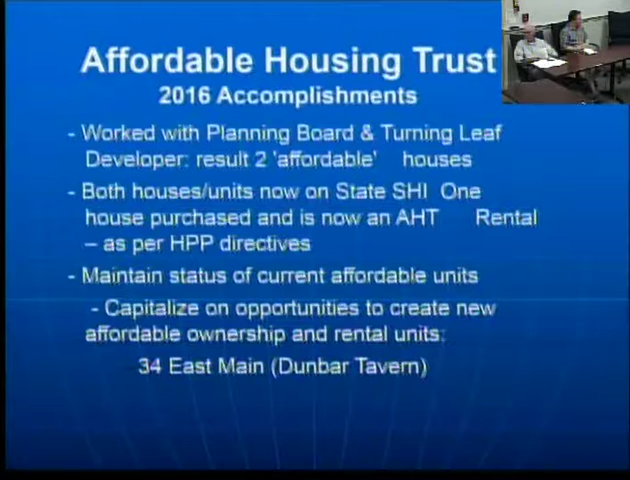 Affordable Housing Trust
2016 Accomplishments
- Worked with Planning Board & Turning Leaf
Developer: result 2 'affordable' houses
- Both houses/units now on State SHI One
house purchased and is now an AHT Rental
– as per HPP directives
- Maintain status of current affordable units
- Capitalize on opportunities to create new
affordable ownership and rental units:
34 East Main (Dunbar Tavern)